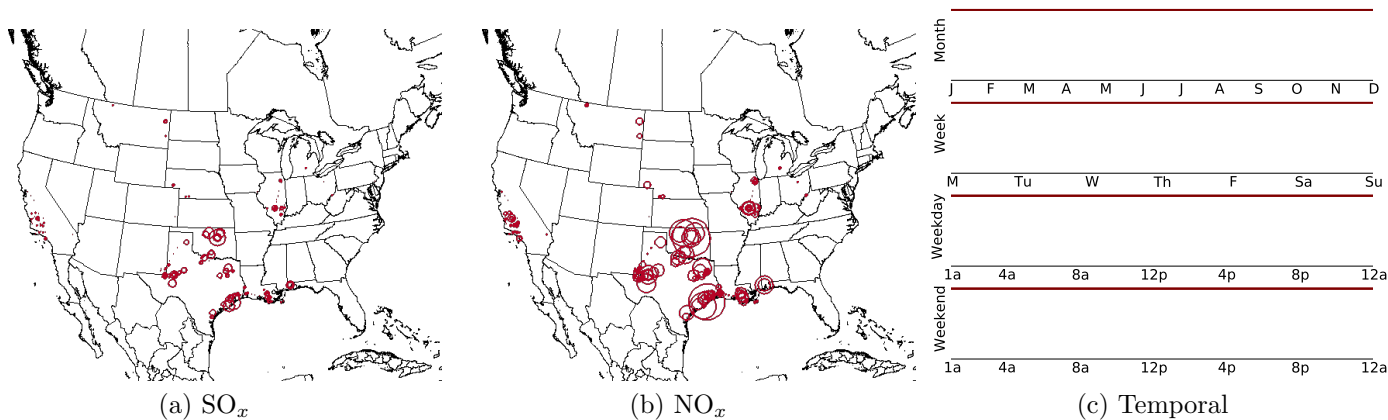 Month
J F M A M J J A S O N D
Week
M Tu W Th F Sa Su
Weekday
1a 4a 8a 12p 4p 8p 12a
Weekend
1a 4a 8a 12p 4p 8p 12a
(a) SOₓ
(b) NOₓ
(c) Temporal